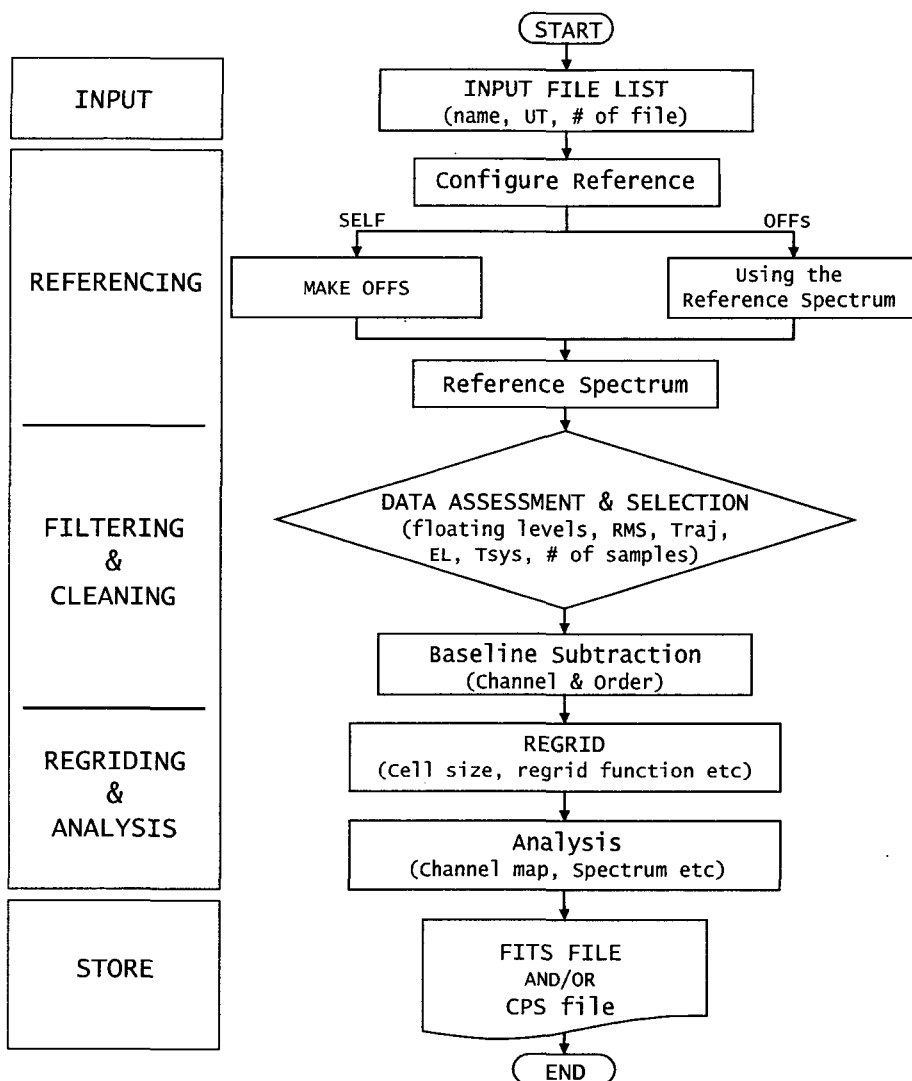 START
INPUT
INPUT FILE LIST
(name, UT, # of file)
Configure Reference
SELF
OFFs
REFERENCING
MAKE OFFS
Using the
Reference Spectrum
Reference Spectrum
FILTERING
&
CLEANING
DATA ASSESSMENT & SELECTION
(floating levels, RMS, Traj,
EL, Tsys, # of samples)
Baseline Subtraction
(Channel & Order)
REGRIDING
&
ANALYSIS
REGRID
(Cell size, regrid function etc)
Analysis
(Channel map, Spectrum etc)
STORE
FITS FILE
AND/OR
CPS file
END